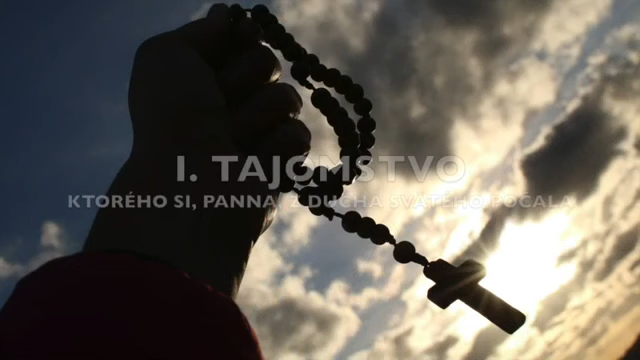 I. TAJOMSTVO
KTORÉHO SI, PANNA, Z DUCHA SVÄTÉHO POČALA